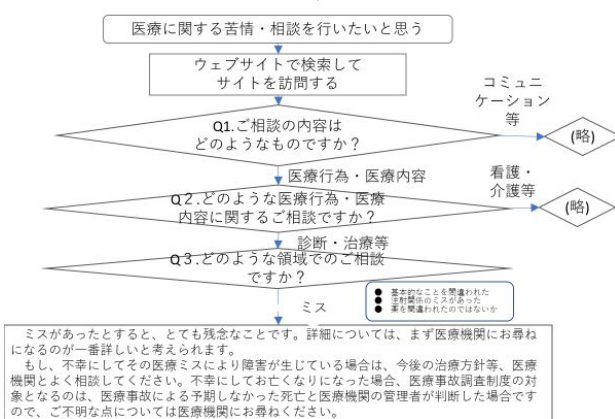 医療に関する苦情・相談を行いたいと思う
ウェブサイトで検索して
サイトを訪問する
コミュニ
ケーション
等
Q1.ご相談の内容は
どのようなものですか？
(略)
医療行為・医療内容
看護・
介護等
Q２.どのような医療行為・医療
内容に関するご相談ですか？
(略)
診断・治療等
Q３.どのような領域でのご相談
ですか？
● 基本的なことを間違われた
● 注射関係のミスがあった
● 薬を間違われたのではないか
ミス
ミスがあったとすると、とても残念なことです。詳細については、まず医療機関にお尋ね
になるのが一番詳しいと考えられます。
もし、不幸にしてその医療ミスにより障害が生じている場合は、今後の治療方針等、医療
機関とよく相談してください。不幸にしてお亡くなりになった場合、医療事故調査制度の対
象となるのは、医療事故による予期しなかった死亡と医療機関の管理者が判断した場合です
ので、ご不明な点については医療機関にお尋ねください。